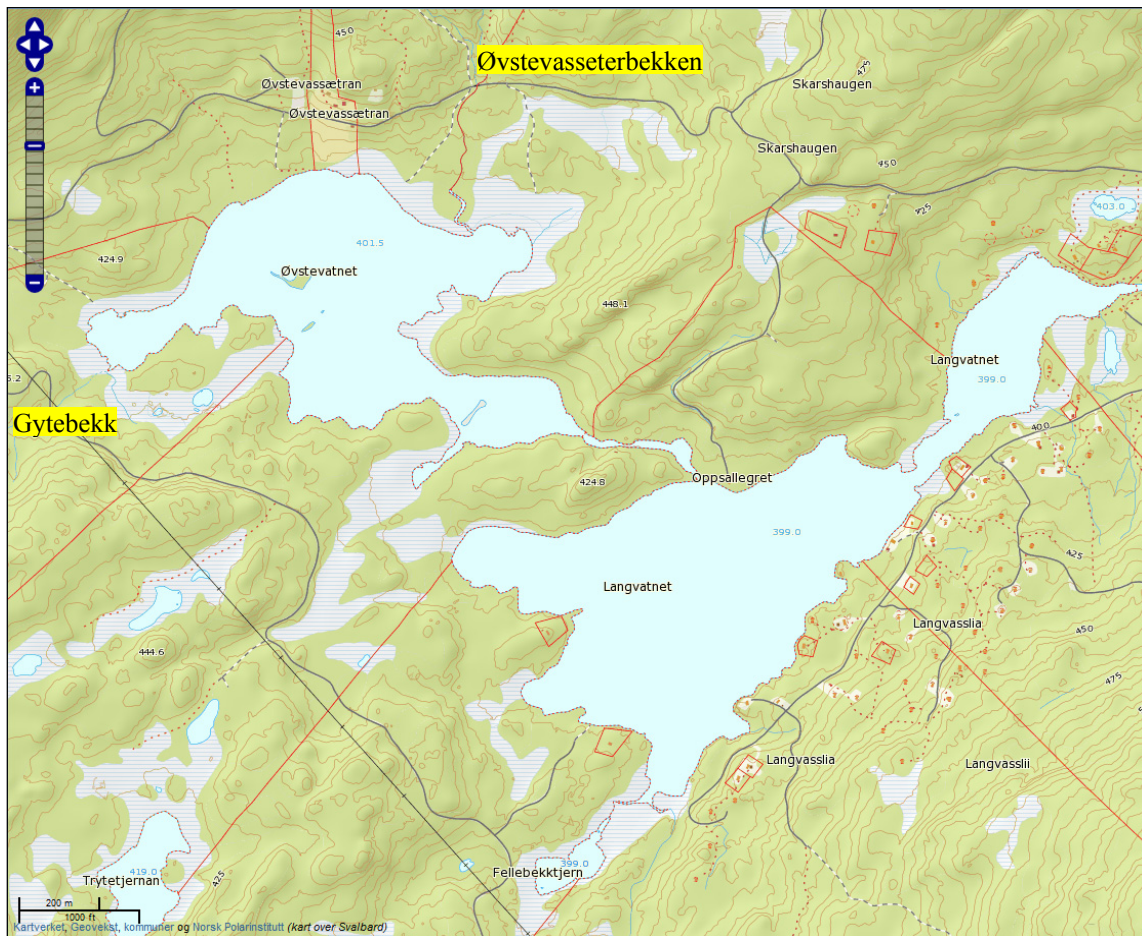 450
Øvstevasseterbekken
475
Øvstevassætran
Skarshaugen
Øvstevassætran
Skarshaugen
450
403.0
425
401.5
424.9
Øvstevatnet
448.1
Langvatnet
399.0
Gytebekk
400
Oppsållegret
424.8
399.0
425
Langvatnet
Langvasslia
450
444.6
475
Langvasslia
Langvasslii
399.0
Fellebekktjern
419.0
Trytetjernan
425
200 m
1000 ft
Kartverket, Geovekst, kommuner og Norsk Polarinstitutt (kart over Svalbard)